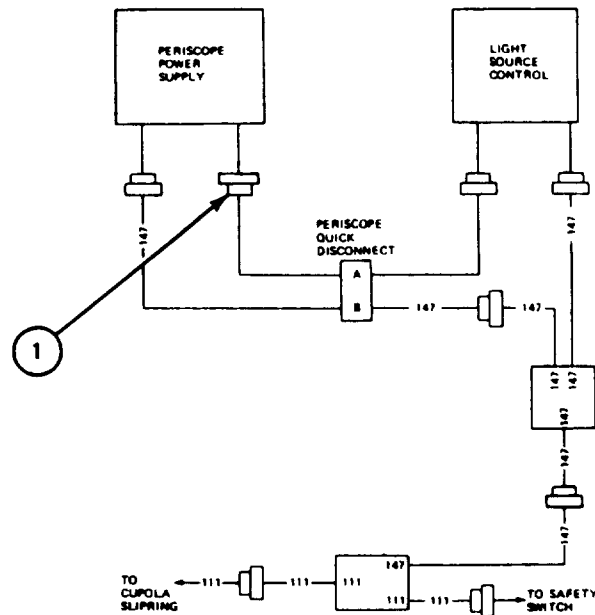 PERISCOPE
POWER
SUPPLY
LIGHT
SOURCE
CONTROL
PERISCOPE
QUICK
DISCONNECT
147
147
A
B
147
147
1
147
147
147
147
147
147
TO
CUPOLA
SLIPRING
111
111
111
111
111
TO SAFETY
SWITCH